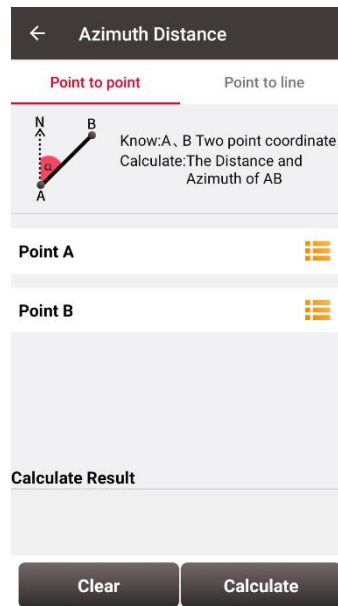 Azimuth Distance
Point to point
Point to line
N
B
α
A
Know:A、B Two point coordinate
Calculate:The Distance and
Azimuth of AB
Point A
Point B
Calculate Result
Clear
Calculate